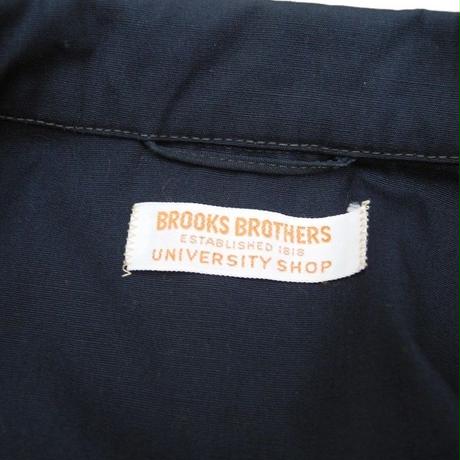 BROOKS BROTHERS
ESTABLISHED 1818
UNIVERSITY SHOP